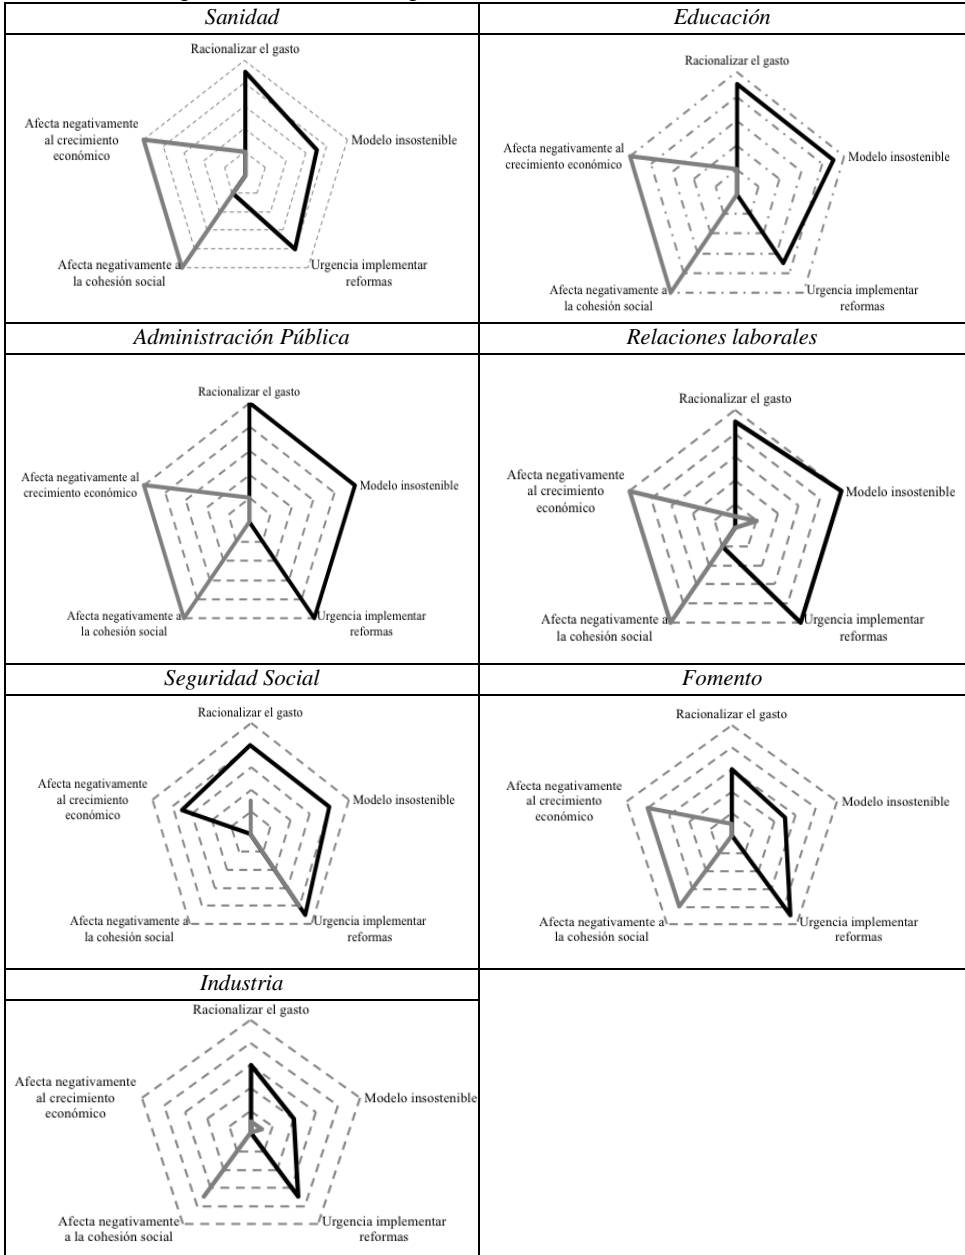 Sanidad
Educación
Racionalizar el gasto
Afecta negativamente
al crecimiento
económico
Modelo insostenible
Afecta negativamente a
la cohesión social
Urgencia implementar
reformas
Racionalizar el gasto
Afecta negativamente al
crecimiento económico
Modelo insostenible
Afecta negativamente a
la cohesión social
Urgencia implementar
reformas
Administración Pública
Relaciones laborales
Racionalizar el gasto
Afecta negativamente al
crecimiento económico
Modelo insostenible
Afecta negativamente a
la cohesión social
Urgencia implementar
reformas
Racionalizar el gasto
Afecta negativamente
al crecimiento
económico
Modelo insostenible
Afecta negativamente a
la cohesión social
Urgencia implementar
reformas
Seguridad Social
Fomento
Racionalizar el gasto
Afecta negativamente
al crecimiento
económico
Modelo insostenible
Afecta negativamente a
la cohesión social
Urgencia implementar
reformas
Racionalizar el gasto
Afecta negativamente
al crecimiento
económico
Modelo insostenible
Afecta negativamente a
la cohesión social
Urgencia implementar
reformas
Industria
Racionalizar el gasto
Afecta negativamente
al crecimiento
económico
Modelo insostenible
Afecta negativamente
a la cohesión social
Urgencia implementar
reformas